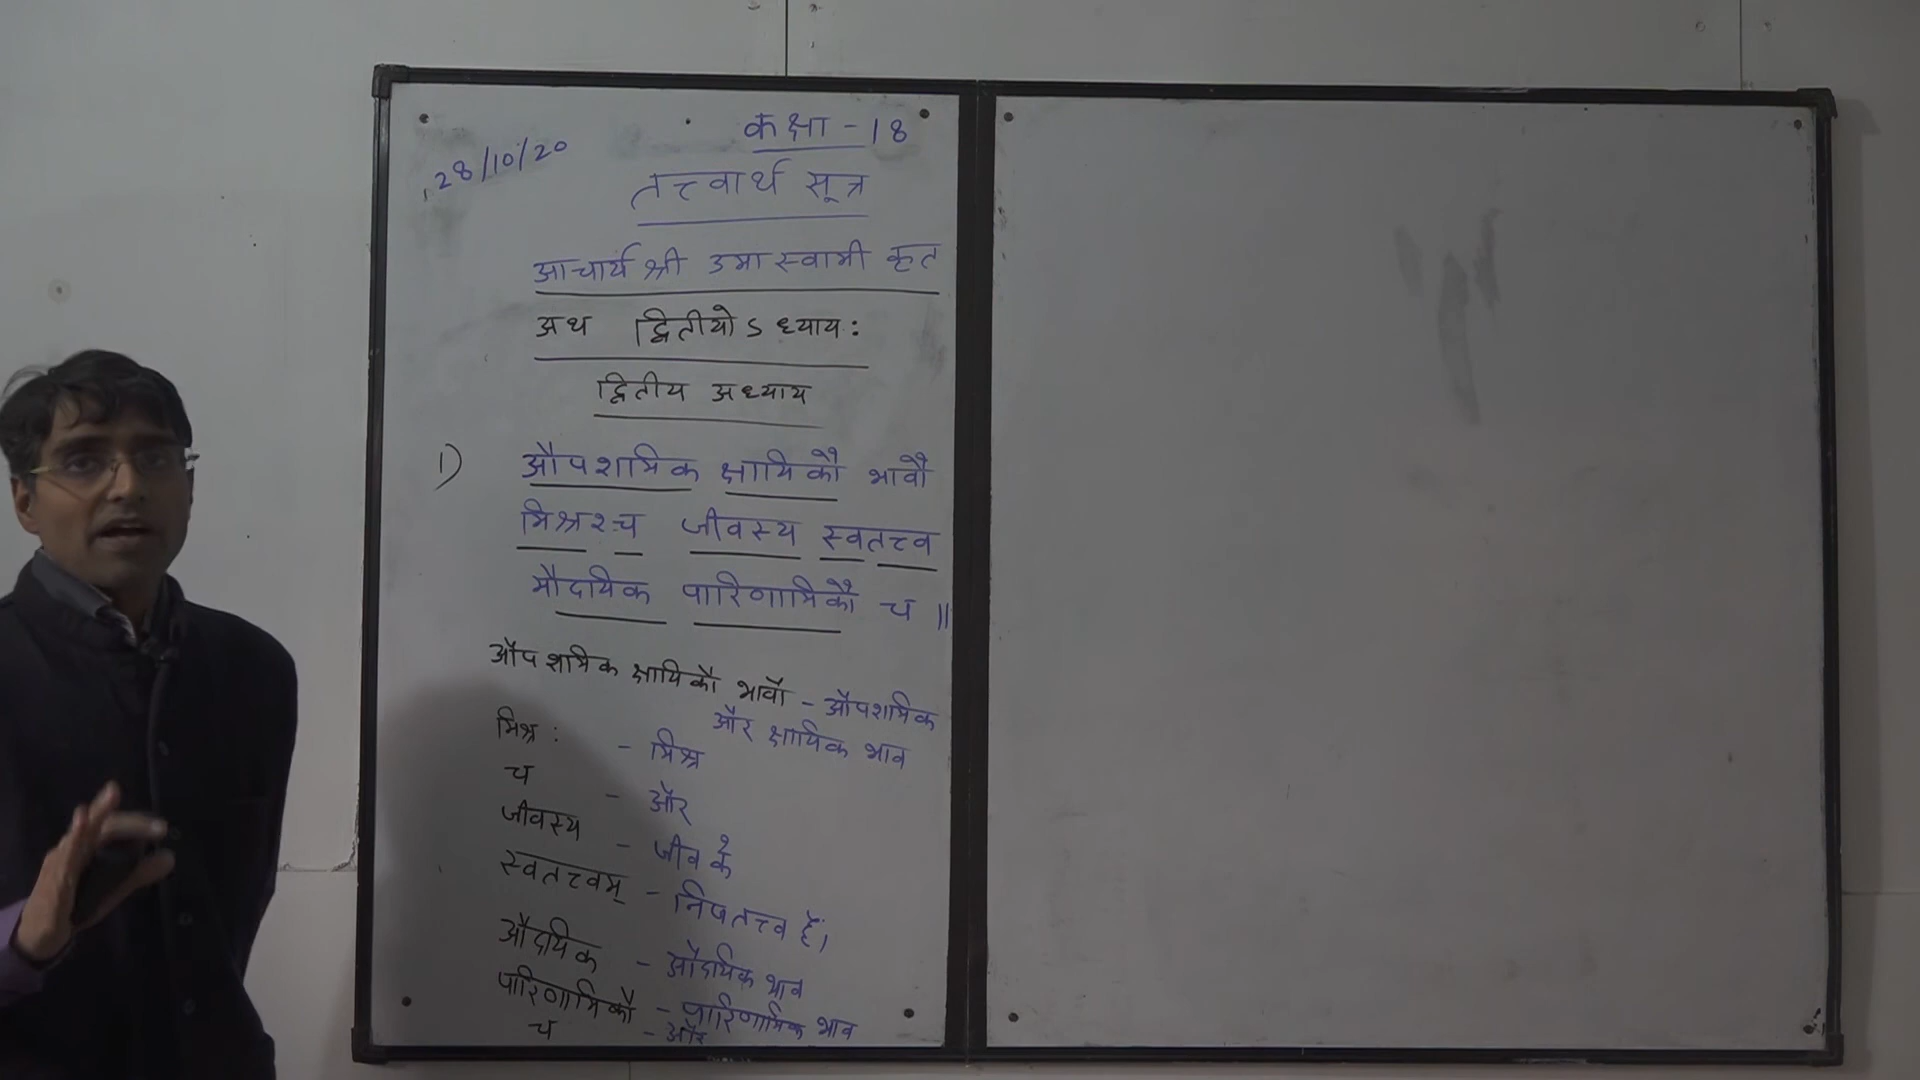 कक्षा - 18
28/10/20
तत्त्वार्थ सूत्र
आचार्य श्री उमास्वामी कृत
अथ द्वितीयोऽध्यायः
द्वितीय अध्याय
1) औपशमिक क्षायिकौ भावौ
मिश्रश्च जीवस्य स्वतत्त्व
मौदयिक पारिणामिकौ च ॥
औपशमिक क्षायिकौ भावौ - औपशमिक
और क्षायिक भाव
मिश्रः - मिश्र
च - और
जीवस्य - जीव के
स्वतत्त्वम् - निजतत्त्व हैं।
औदयिक - औदयिक भाव
पारिणामिकौ - पारिणामिक भाव
च - और